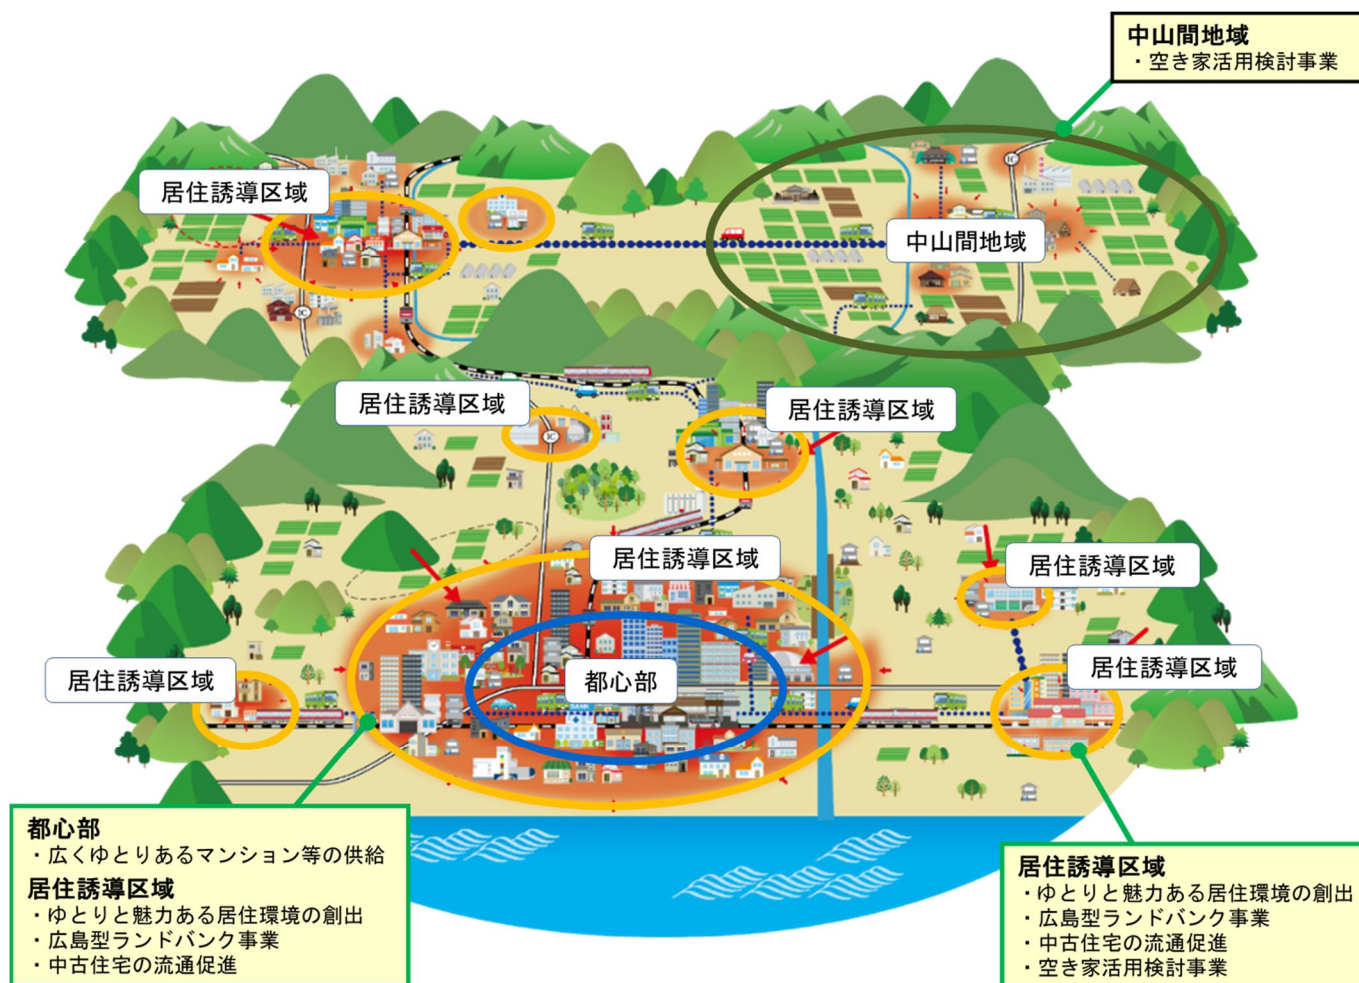 中山間地域
・空き家活用検討事業
居住誘導区域
中山間地域
IC
IC
居住誘導区域
居住誘導区域
IC
居住誘導区域
居住誘導区域
居住誘導区域
居住誘導区域
都心部
BANK
都心部
・広くゆとりあるマンション等の供給
居住誘導区域
・ゆとりと魅力ある居住環境の創出
・広島型ランドバンク事業
・中古住宅の流通促進
居住誘導区域
・ゆとりと魅力ある居住環境の創出
・広島型ランドバンク事業
・中古住宅の流通促進
・空き家活用検討事業